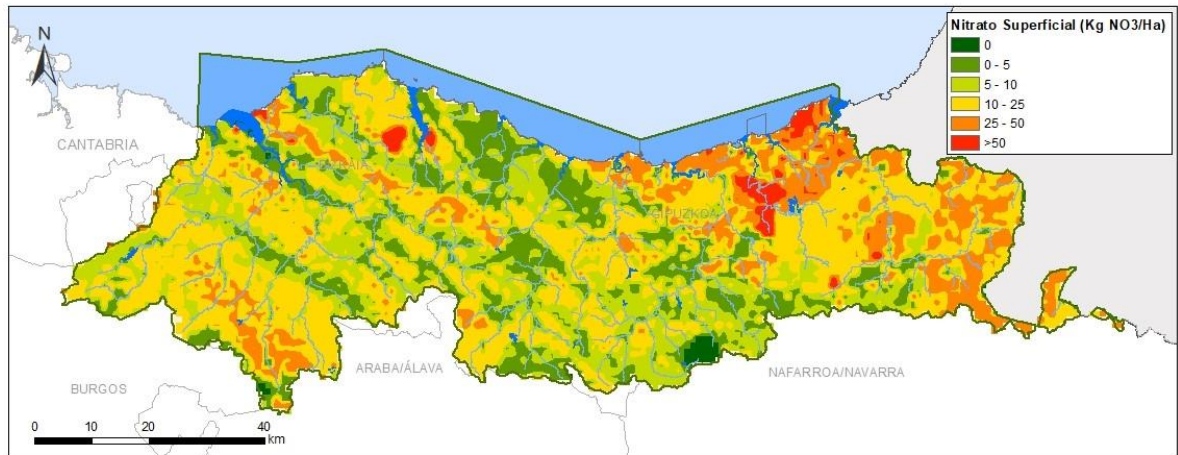 Nitrato Superficial (Kg NO3/Ha)
0
0 - 5
5 - 10
10 - 25
25 - 50
>50
N
CANTABRIA
BIZKAIA
GIPUZKOA
ARABA/ÁLAVA
NAFARROA/NAVARRA
BURGOS
0 10 20 40
km